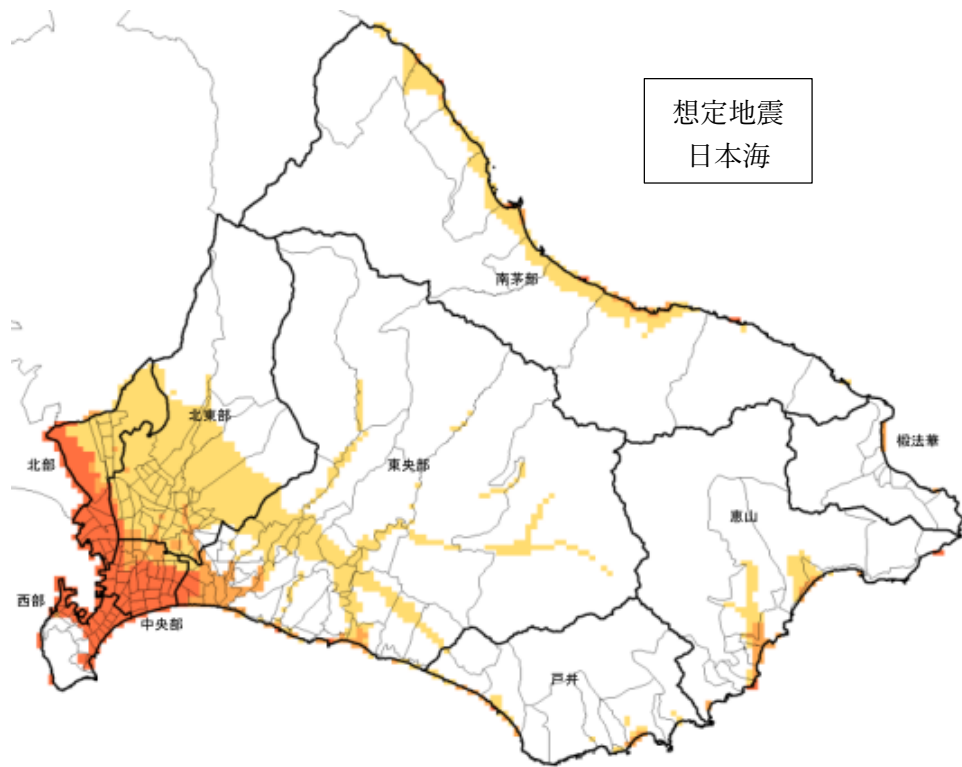 想定地震
日本海
南茅部
北東部
北部
東央部
椴法華
恵山
西部
中央部
戸井